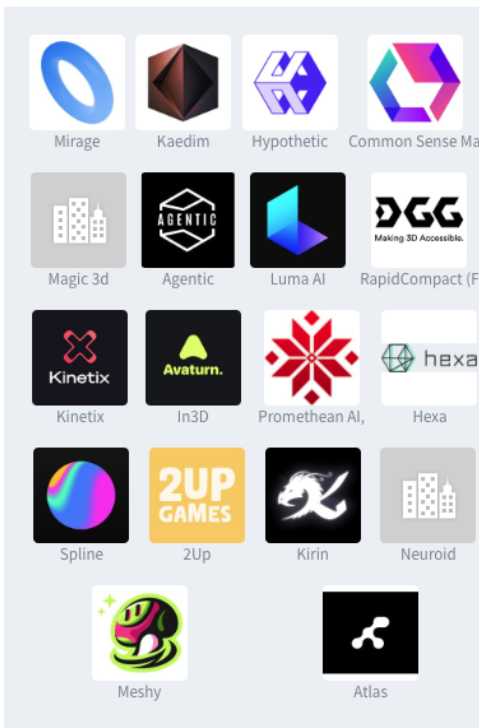 Mirage
Kaedim
Hypothetic
Common Sense Ma
AGENTIC
DGG
Making 3D Accessible.
Magic 3d
Agentic
Luma AI
RapidCompact (F
Kinetix
Avaturn.
hexa
Kinetix
In3D
Promethean AI,
Hexa
2UP
GAMES
Spline
2Up
Kirin
Neuroid
Meshy
Atlas